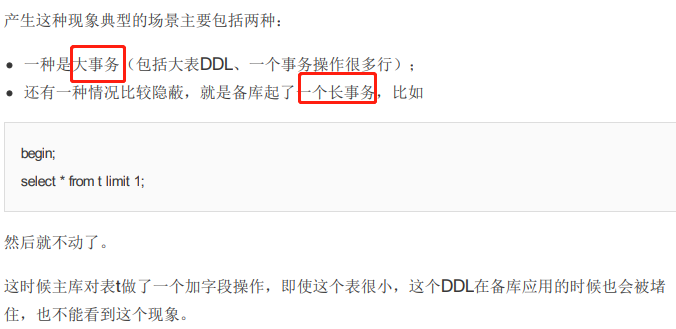 产生这种现象典型的场景主要包括两种：
一种是大事务（包括大表DDL、一个事务操作很多行）；
还有一种情况比较隐蔽，就是备库起了一个长事务，比如
begin;
select * from t limit 1;
然后就不动了。
这时候主库对表t做了一个加字段操作，即使这个表很小，这个DDL在备库应用的时候也会被堵
住，也不能看到这个现象。